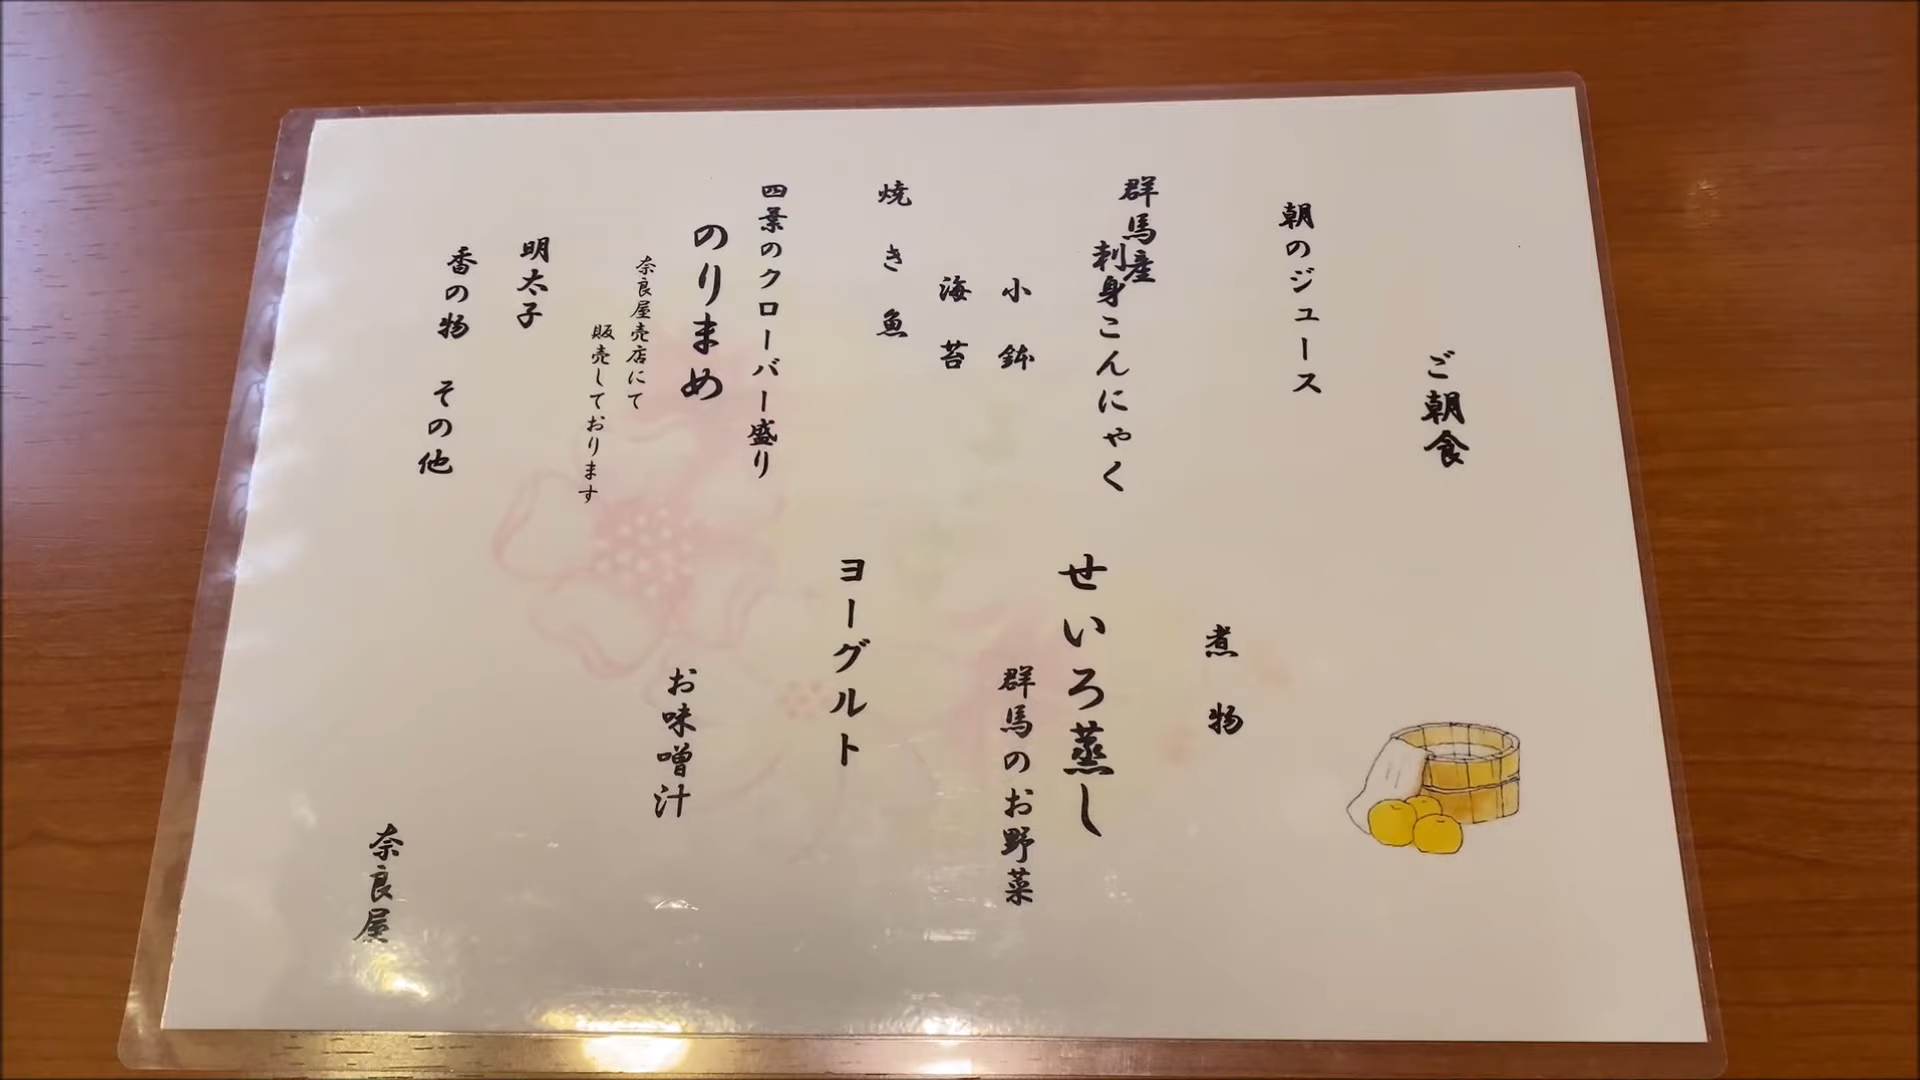 ご朝食
朝のジュース
煮物
群馬産
刺身こんにゃく
せいろ蒸し
群馬のお野菜
小鉢
海苔
焼き魚
ヨーグルト
四葉のクローバー盛り
のりまめ
奈良屋売店にて
販売しております
お味噌汁
明太子
香の物 その他
奈良屋